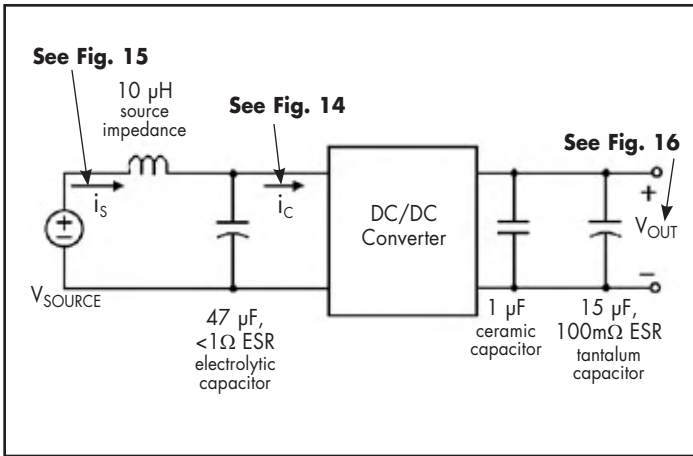 See Fig. 15
10 µH
source
impedance
See Fig. 14
See Fig. 16
iS
iC
DC/DC
Converter
+
VOUT
−
VSOURCE
47 µF,
<1Ω ESR
electrolytic
capacitor
1 µF
ceramic
capacitor
15 µF,
100mΩ ESR
tantalum
capacitor